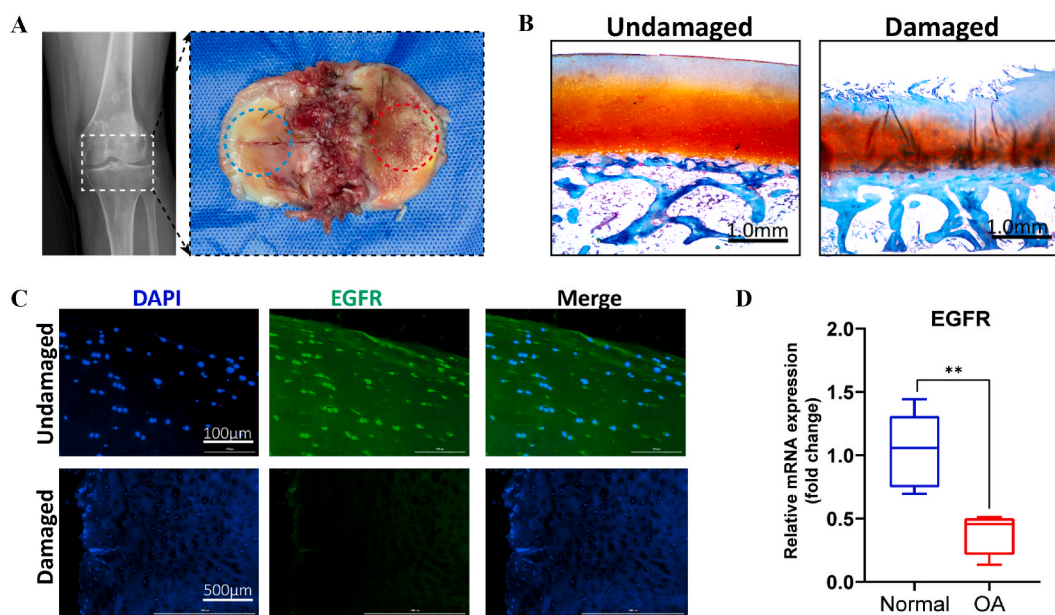 A
B
Undamaged
Damaged
1.0mm
1.0mm
C
DAPI
EGFR
Merge
Undamaged
100μm
Damaged
500μm
D
EGFR
Relative mRNA expression
(fold change)
2.0
1.5
1.0
0.5
0.0
**
Normal
OA